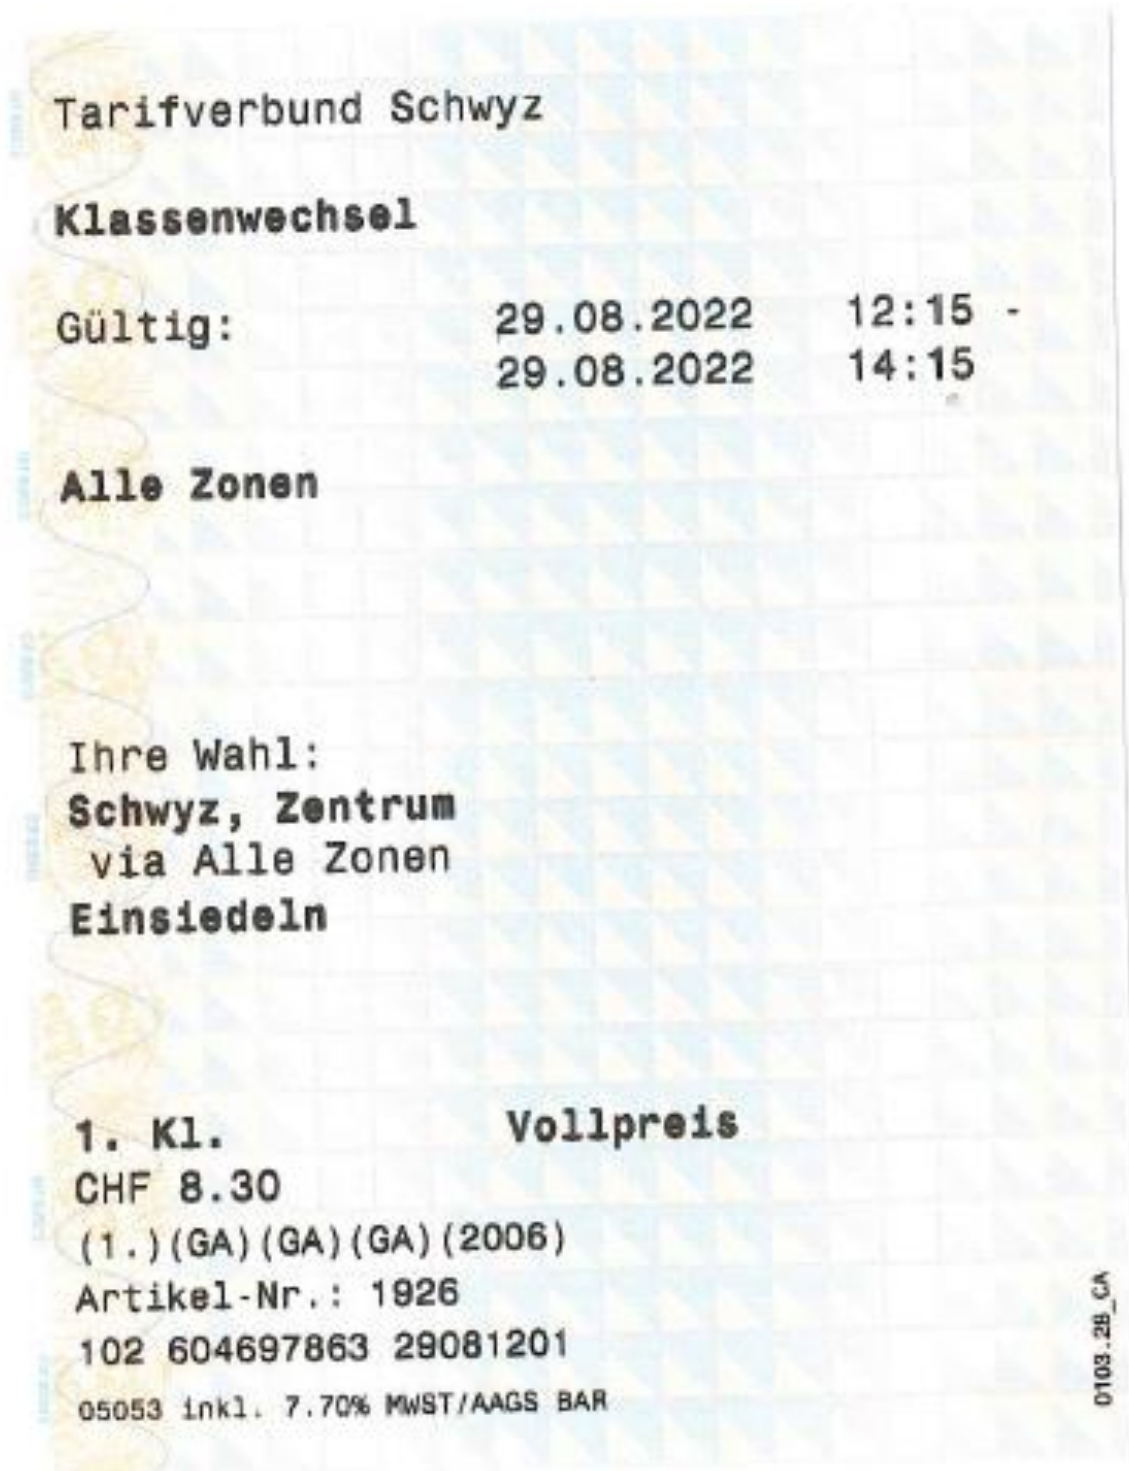 Tarifverbund Schwyz
Klassenwechsel
Gültig: 29.08.2022 12:15 -
29.08.2022 14:15
Alle Zonen
Ihre Wahl:
Schwyz, Zentrum
via Alle Zonen
Einsiedeln
1. Kl. Vollpreis
CHF 8.30
(1.)(GA)(GA)(GA)(2006)
Artikel-Nr.: 1926
102 604697863 29081201
05053 inkl. 7.70% MWST/AAGS BAR
0103.28_CA